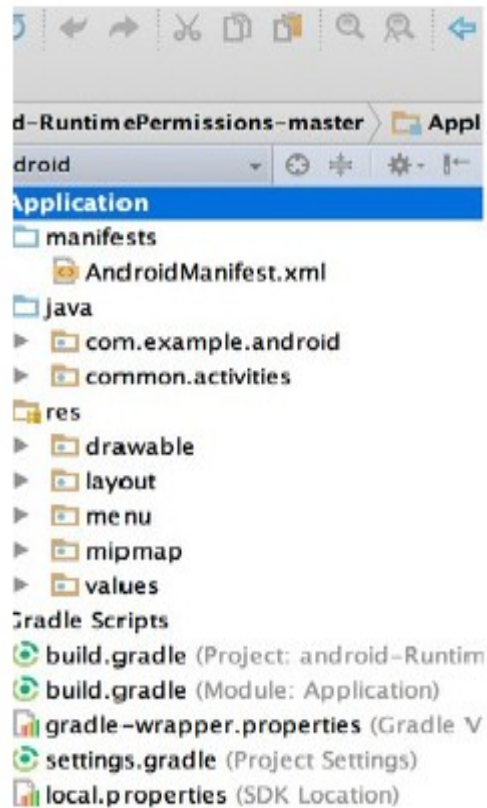 d-RuntimePermissions-master Appl
droid
Application
manifests
AndroidManifest.xml
java
com.example.android
common.activities
res
drawable
layout
menu
mipmap
values
Gradle Scripts
build.gradle (Project: android-Runtim
build.gradle (Module: Application)
gradle-wrapper.properties (Gradle V
settings.gradle (Project Settings)
local.properties (SDK Location)